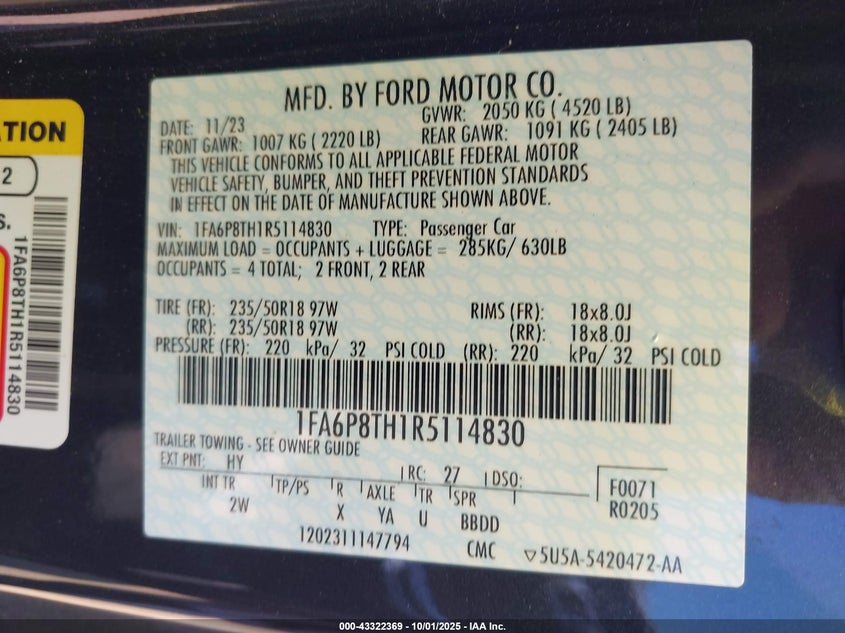 ATION
2
S.
1FA6P8TH1R5114830
MFD. BY FORD MOTOR CO.
DATE: 11/23 GVWR: 2050 KG ( 4520 LB)
FRONT GAWR: 1007 KG ( 2220 LB) REAR GAWR: 1091 KG ( 2405 LB)
THIS VEHICLE CONFORMS TO ALL APPLICABLE FEDERAL MOTOR
VEHICLE SAFETY, BUMPER, AND THEFT PREVENTION STANDARDS
IN EFFECT ON THE DATE OF MANUFACTURE SHOWN ABOVE.
VIN: 1FA6P8TH1R5114830 TYPE: Passenger Car
MAXIMUM LOAD = OCCUPANTS + LUGGAGE = 285KG/ 630LB
OCCUPANTS = 4 TOTAL; 2 FRONT, 2 REAR
TIRE (FR): 235/50R18 97W RIMS (FR): 18x8.0J
(RR): 235/50R18 97W (RR): 18x8.0J
PRESSURE (FR): 220 kPa/ 32 PSI COLD (RR): 220 kPa/ 32 PSI COLD
1FA6P8TH1R5114830
TRAILER TOWING - SEE OWNER GUIDE
EXT PNT: HY RC: 27 DSO: F0071
INT TR TP/PS R AXLE TR SPR R0205
2W X YA U BBDD
1202311147794 CMC ▽5U5A-5420472-AA
000-43322369 - 10/01/2025 - IAA Inc.